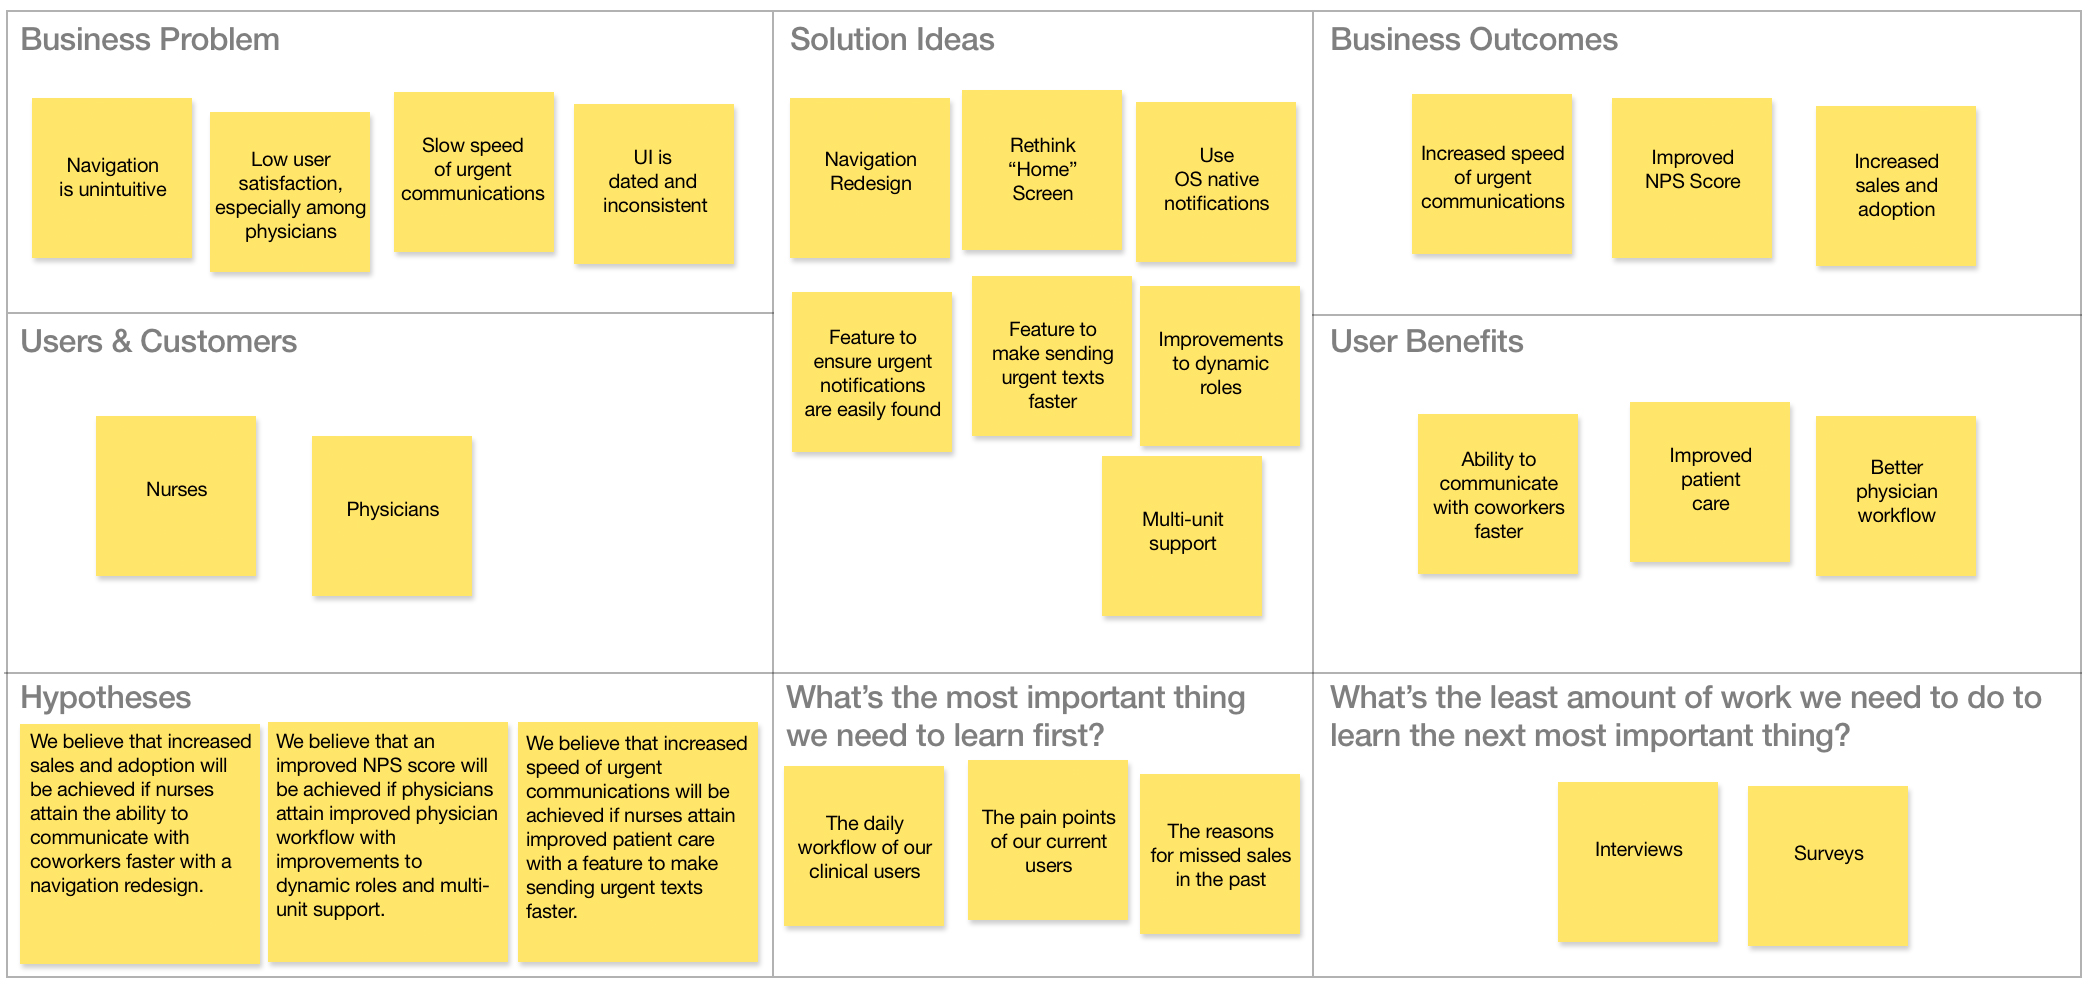 Business Problem
Navigation
is unintuitive
Low user
satisfaction,
especially among
physicians
Slow speed
of urgent
communications
UI is
dated and
inconsistent
Solution Ideas
Navigation
Redesign
Rethink
“Home”
Screen
Use
OS native
notifications
Feature to
ensure urgent
notifications
are easily found
Feature to
make sending
urgent texts
faster
Improvements
to dynamic
roles
Multi-unit
support
Business Outcomes
Increased speed
of urgent
communications
Improved
NPS Score
Increased
sales and
adoption
Users & Customers
Nurses
Physicians
User Benefits
Ability to
communicate
with coworkers
faster
Improved
patient
care
Better
physician
workflow
Hypotheses
We believe that increased
sales and adoption will
be achieved if nurses
attain the ability to
communicate with
coworkers faster with a
navigation redesign.
We believe that an
improved NPS score will
be achieved if physicians
attain improved physician
workflow with
improvements to
dynamic roles and multi-
unit support.
We believe that increased
speed of urgent
communications will be
achieved if nurses attain
improved patient care
with a feature to make
sending urgent texts
faster.
What’s the most important thing
we need to learn first?
The daily
workflow of our
clinical users
The pain points
of our current
users
The reasons
for missed sales
in the past
What’s the least amount of work we need to do to
learn the next most important thing?
Interviews
Surveys